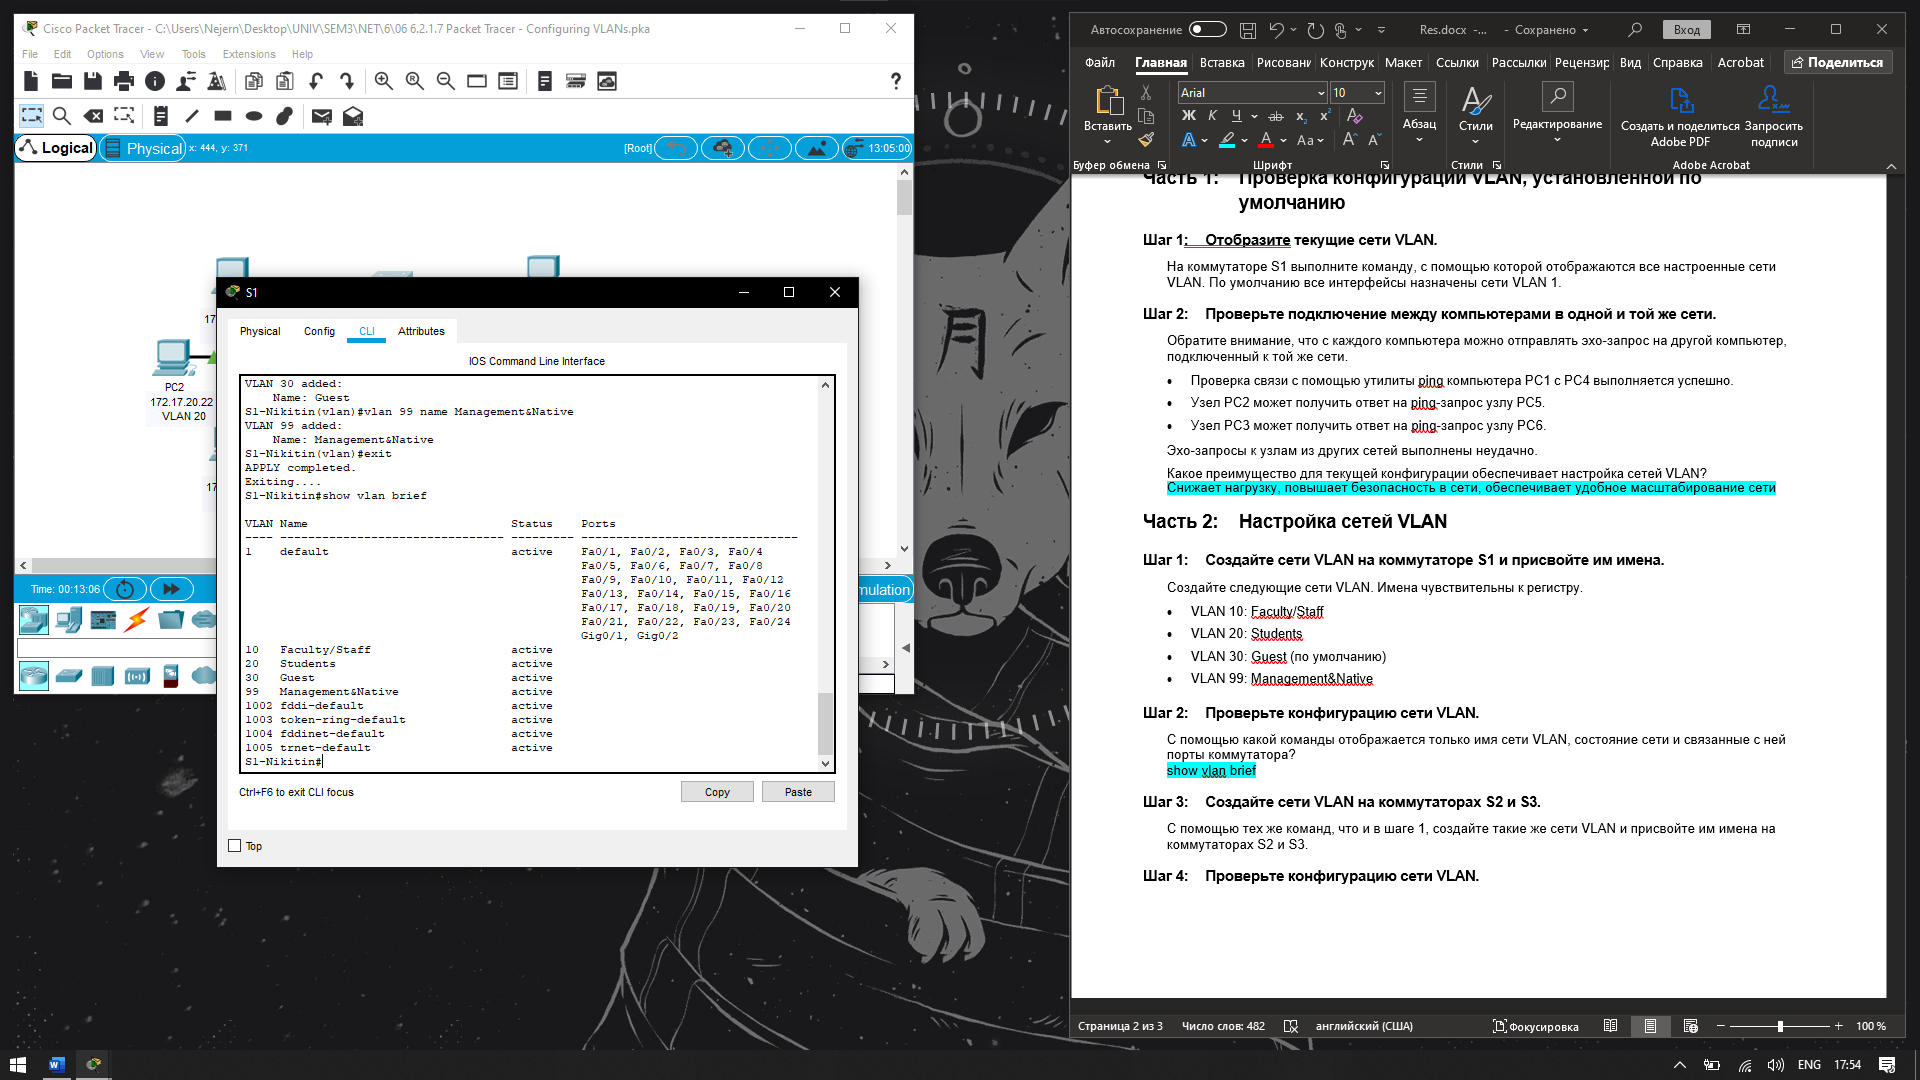 Cisco Packet Tracer - C:\Users\Nejern\Desktop\UNIV\SEM3\NET\6\06 6.2.1.7 Packet Tracer - Configuring VLANs.pka
File Edit Options View Tools Extensions Help
Logical Physical x: 444, y: 371 [Root] 13:05:00
PC2
172.17.20.22
VLAN 20
17
17
Time: 00:13:06
mulation
S1
Physical Config CLI Attributes
IOS Command Line Interface
VLAN 30 added:
Name: Guest
S1-Nikitin(vlan)#vlan 99 name Management&Native
VLAN 99 added:
Name: Management&Native
S1-Nikitin(vlan)#exit
APPLY completed.
Exiting....
S1-Nikitin#show vlan brief
VLAN Name Status Ports
---- -------------------------------- --------- -------------------------------
1 default active Fa0/1, Fa0/2, Fa0/3, Fa0/4
Fa0/5, Fa0/6, Fa0/7, Fa0/8
Fa0/9, Fa0/10, Fa0/11, Fa0/12
Fa0/13, Fa0/14, Fa0/15, Fa0/16
Fa0/17, Fa0/18, Fa0/19, Fa0/20
Fa0/21, Fa0/22, Fa0/23, Fa0/24
Gig0/1, Gig0/2
10 Faculty/Staff active
20 Students active
30 Guest active
99 Management&Native active
1002 fddi-default active
1003 token-ring-default active
1004 fddinet-default active
1005 trnet-default active
S1-Nikitin#
Ctrl+F6 to exit CLI focus
Copy Paste
Top
月
Автосохранение Res.docx - ... - Сохранено Вход
Файл Главная Вставка Рисовани Конструк Макет Ссылки Рассылки Рецензир Вид Справка Acrobat Поделиться
Arial 10
Вставить
Ж К Ч ab x₂ x²
A A Aa A A
Абзац
Стили
Редактирование
Создать и поделиться Adobe PDF
Запросить подписи
Буфер обмена Шрифт Стили Adobe Acrobat
Часть 1: Проверка конфигурации VLAN, установленной по
умолчанию
Шаг 1: Отобразите текущие сети VLAN.
На коммутаторе S1 выполните команду, с помощью которой отображаются все настроенные сети
VLAN. По умолчанию все интерфейсы назначены сети VLAN 1.
Шаг 2: Проверьте подключение между компьютерами в одной и той же сети.
Обратите внимание, что с каждого компьютера можно отправлять эхо-запрос на другой компьютер,
подключенный к той же сети.
• Проверка связи с помощью утилиты ping компьютера PC1 с PC4 выполняется успешно.
• Узел PC2 может получить ответ на ping-запрос узлу PC5.
• Узел PC3 может получить ответ на ping-запрос узлу PC6.
Эхо-запросы к узлам из других сетей выполнены неудачно.
Какое преимущество для текущей конфигурации обеспечивает настройка сетей VLAN?
Снижает нагрузку, повышает безопасность в сети, обеспечивает удобное масштабирование сети
Часть 2: Настройка сетей VLAN
Шаг 1: Создайте сети VLAN на коммутаторе S1 и присвойте им имена.
Создайте следующие сети VLAN. Имена чувствительны к регистру.
• VLAN 10: Faculty/Staff
• VLAN 20: Students
• VLAN 30: Guest (по умолчанию)
• VLAN 99: Management&Native
Шаг 2: Проверьте конфигурацию сети VLAN.
С помощью какой команды отображается только имя сети VLAN, состояние сети и связанные с ней
порты коммутатора?
show vlan brief
Шаг 3: Создайте сети VLAN на коммутаторах S2 и S3.
С помощью тех же команд, что и в шаге 1, создайте такие же сети VLAN и присвойте им имена на
коммутаторах S2 и S3.
Шаг 4: Проверьте конфигурацию сети VLAN.
Страница 2 из 3 Число слов: 482 английский (США) Фокусировка 100 %
ENG 17:54